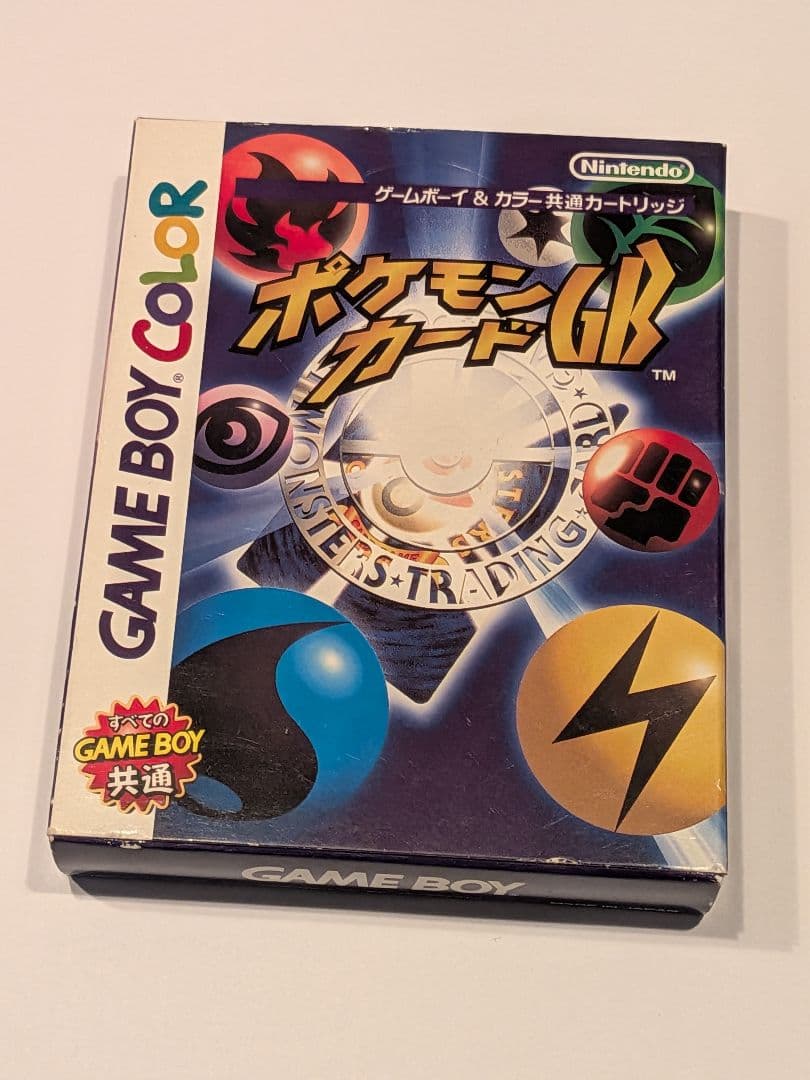 Nintendo®
ゲームボーイ & カラー共通カートリッジ
ポケモン
カードGB
™
GAME BOY® COLOR
MONSTERS★TRADING
CARD
STARS
すべての
GAME BOY
共通
GAME BOY